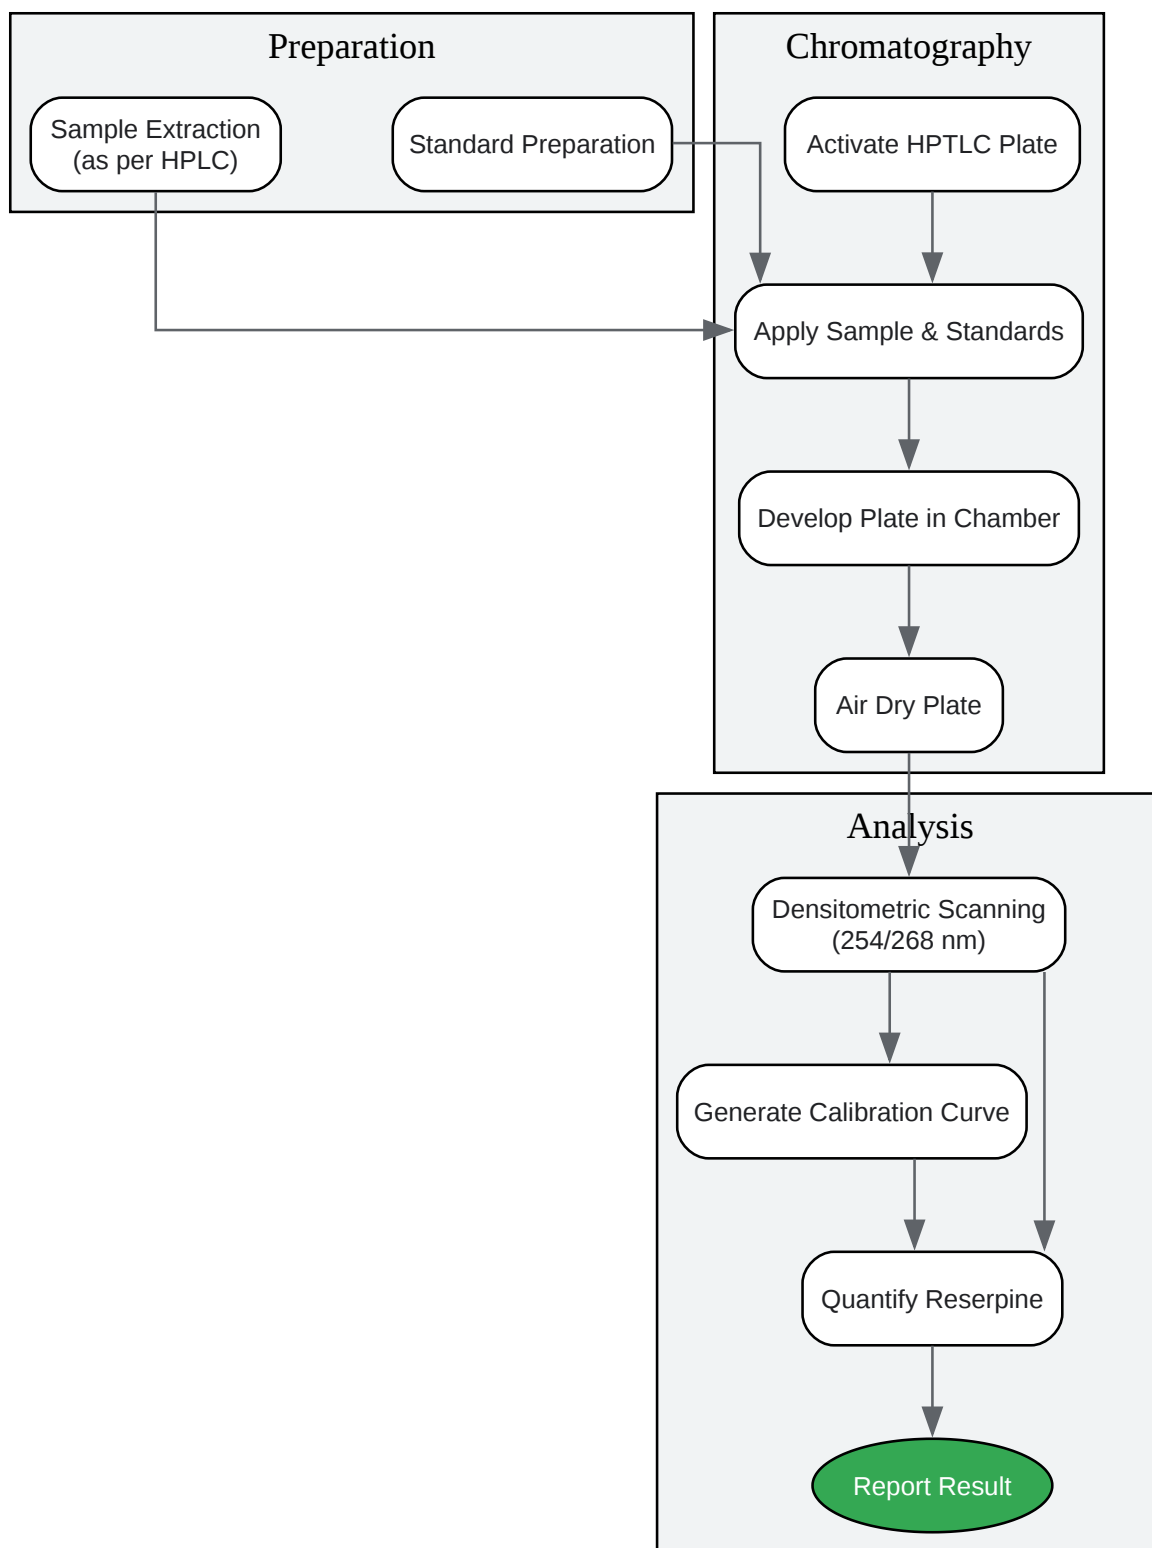 Preparation
Sample Extraction
(as per HPLC)
Standard Preparation
Chromatography
Activate HPTLC Plate
Apply Sample & Standards
Develop Plate in Chamber
Air Dry Plate
Analysis
Densitometric Scanning
(254/268 nm)
Generate Calibration Curve
Quantify Reserpine
Report Result